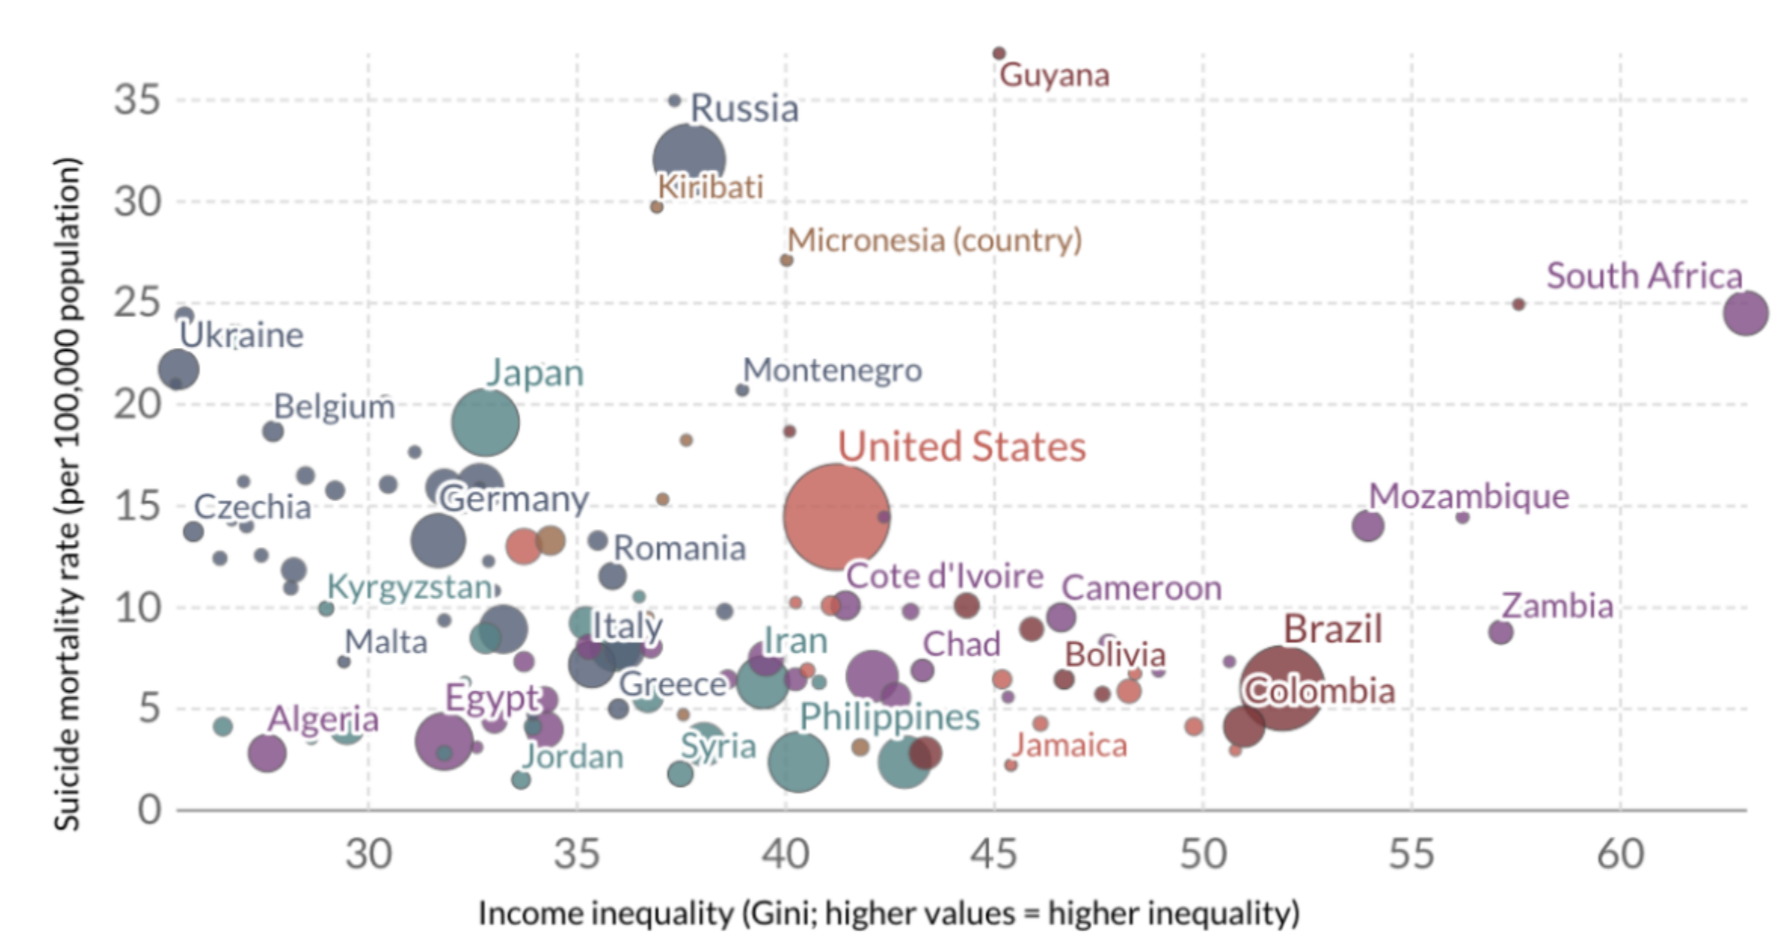 Guyana
35
Russia
Kiribati
30
Micronesia (country)
South Africa
25
Ukraine
Japan
Montenegro
Belgium
20
United States
Mozambique
Germany
Czechia
15
Romania
Cote d'Ivoire
Cameroon
Kyrgyzstan
Zambia
10
Italy
Brazil
Malta
Iran
Chad
Bolivia
Greece
Colombia
Egypt
5
Algeria
Philippines
Jordan
Syria
Jamaica
0
30 35 40 45 50 55 60
Suicide mortality rate (per 100,000 population)
Income inequality (Gini; higher values = higher inequality)